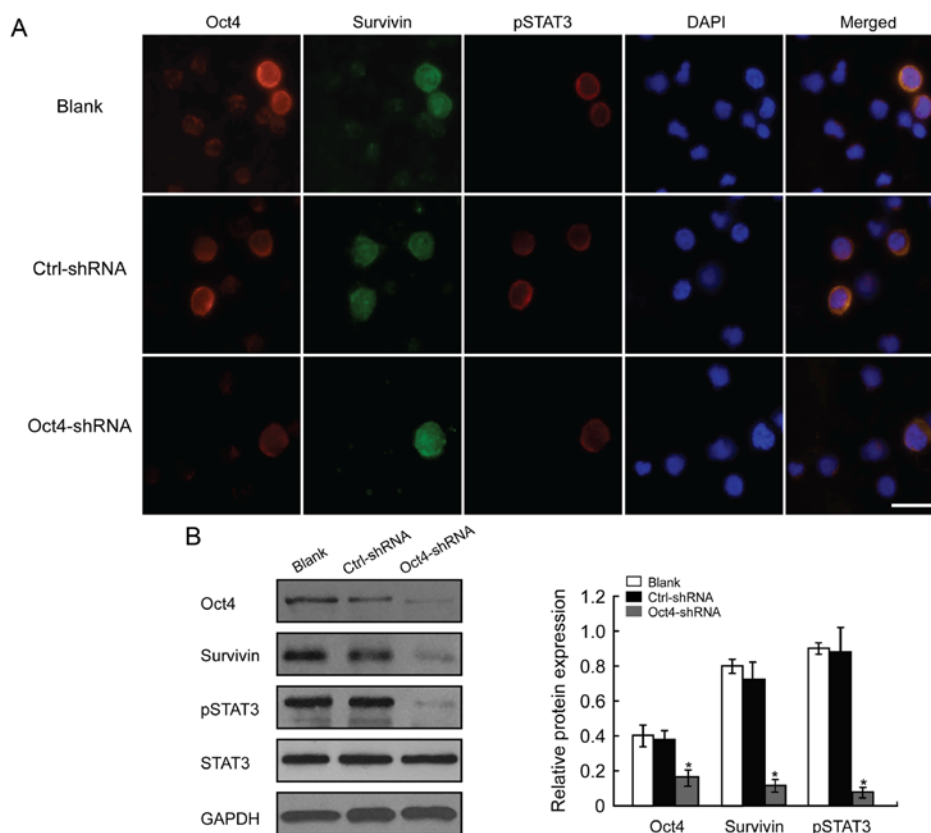 A
Oct4 Survivin pSTAT3 DAPI Merged
Blank
Ctrl-shRNA
Oct4-shRNA
B
Blank Ctrl-shRNA Oct4-shRNA
Oct4
Survivin
pSTAT3
STAT3
GAPDH
Blank
Ctrl-shRNA
Oct4-shRNA
Relative protein expression
1.2
1.0
0.8
0.6
0.4
0.2
0
* * *
Oct4 Survivin pSTAT3